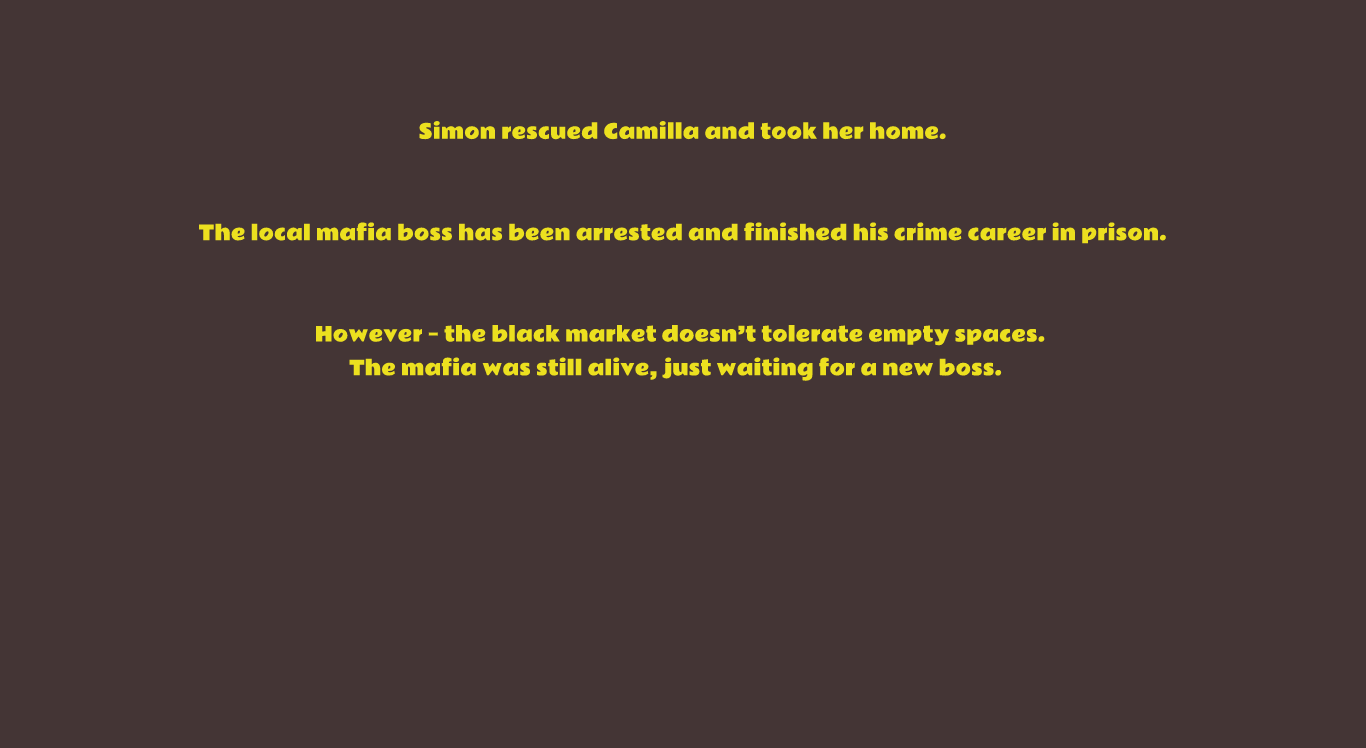 Simon rescued Camilla and took her home.
The local mafia boss has been arrested and finished his crime career in prison.
However - the black market doesn’t tolerate empty spaces.
The mafia was still alive, just waiting for a new boss.